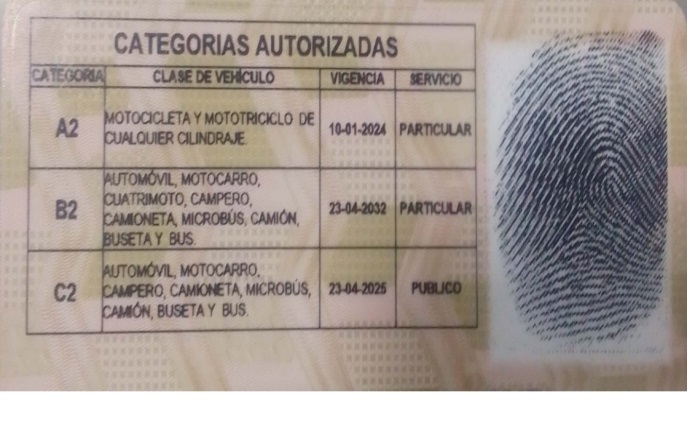 CATEGORIAS AUTORIZADAS
CATEGORIA CLASE DE VEHÍCULO VIGENCIA SERVICIO
A2 MOTOCICLETA Y MOTOTRICICLO DE CUALQUIER CILINDRAJE. 10-01-2024 PARTICULAR
B2 AUTOMÓVIL, MOTOCARRO, CUATRIMOTO, CAMPERO, CAMIONETA, MICROBÚS, CAMIÓN, BUSETA Y BUS. 23-04-2032 PARTICULAR
C2 AUTOMÓVIL, MOTOCARRO, CAMPERO, CAMIONETA, MICROBÚS, CAMIÓN, BUSETA Y BUS. 23-04-2025 PUBLICO